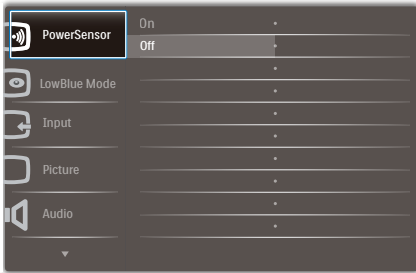 PowerSensor
On
Off
LowBlue Mode
Input
Picture
Audio